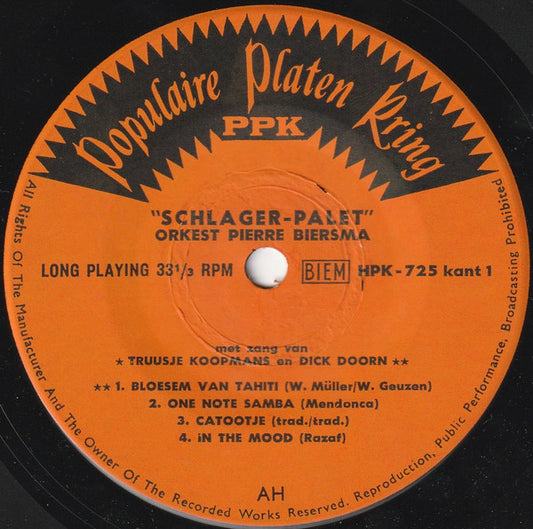 Populaire Platen Kring
PPK
"SCHLAGER-PALET"
ORKEST PIERRE BIERSMA
LONG PLAYING 33 1/3 RPM BIEM HPK-725 kant 1
met zang van
★ TRUUSJE KOOPMANS en DICK DOORN ★★
★★ 1. BLOESEM VAN TAHITI (W. Müller/W. Geuzen)
2. ONE NOTE SAMBA (Mendonca)
3. CATOOTJE (trad./trad.)
4. iN THE MOOD (Razaf)
AH
All Rights Of The Manufacturer And The Owner Of The Recorded Works Reserved. Reproduction, Public Performance, Broadcasting Prohibited